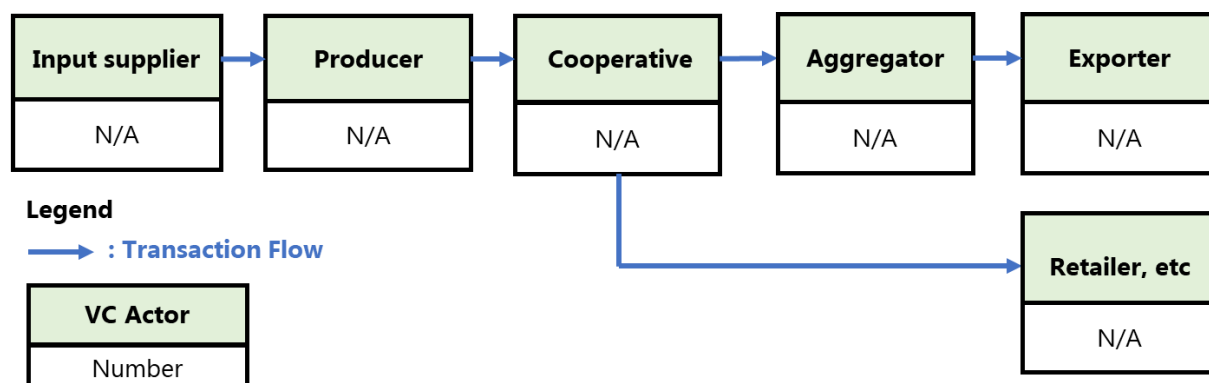 Input supplier
Producer
Cooperative
Aggregator
Exporter
N/A
N/A
N/A
N/A
N/A
Legend
: Transaction Flow
Retailer, etc
N/A
VC Actor
Number